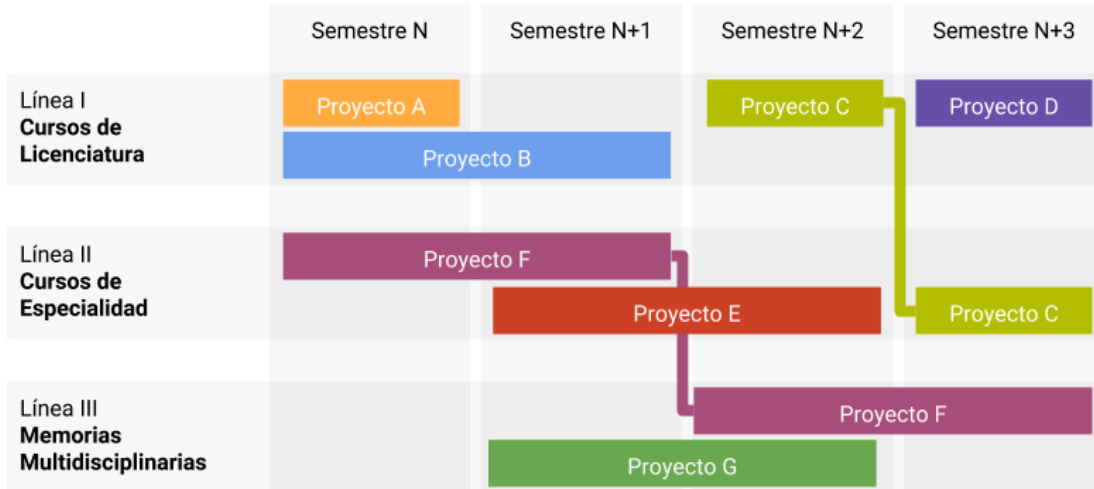 Semestre N
Semestre N+1
Semestre N+2
Semestre N+3
Línea I
Cursos de
Licenciatura
Proyecto A
Proyecto C
Proyecto D
Proyecto B
Línea II
Cursos de
Especialidad
Proyecto F
Proyecto E
Proyecto C
Línea III
Memorias
Multidisciplinarias
Proyecto F
Proyecto G